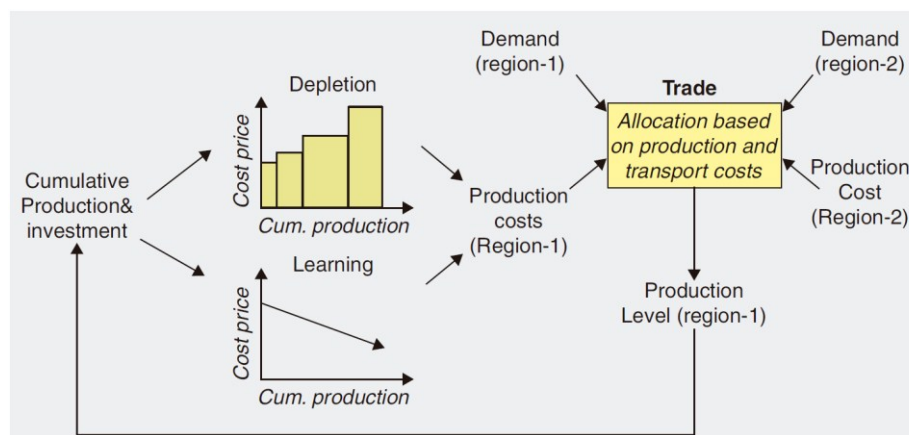 Demand
(region-1)
Demand
(region-2)
Trade
Allocation based
on production and
transport costs
Depletion
Cost price
Cum. production
Cumulative
Production&
investment
Production
costs
(Region-1)
Production
Cost
(Region-2)
Learning
Cost price
Cum. production
Production
Level (region-1)